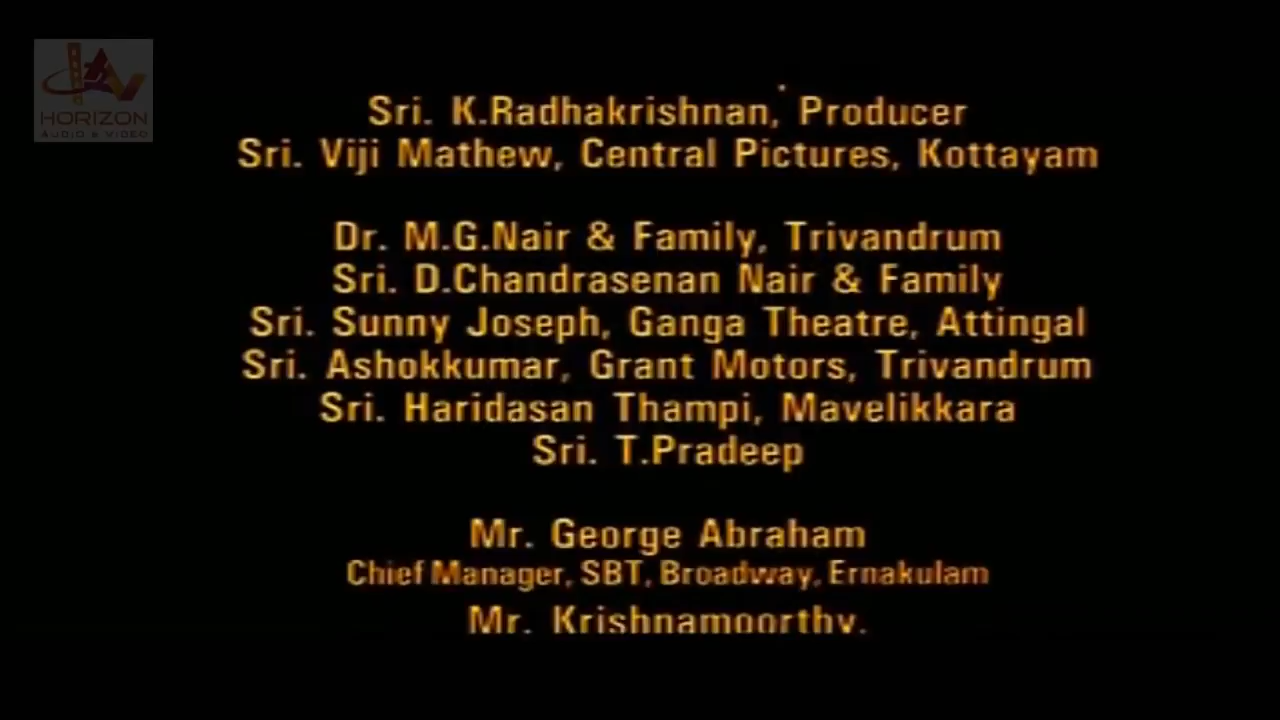 HORIZON
AUDIO & VIDEO
Sri. K.Radhakrishnan, Producer
Sri. Viji Mathew, Central Pictures, Kottayam
Dr. M.G.Nair & Family, Trivandrum
Sri. D.Chandrasenan Nair & Family
Sri. Sunny Joseph, Ganga Theatre, Attingal
Sri. Ashokkumar, Grant Motors, Trivandrum
Sri. Haridasan Thampi, Mavelikkara
Sri. T.Pradeep
Mr. George Abraham
Chief Manager, SBT, Broadway, Ernakulam
Mr. Krishnamoorthy.